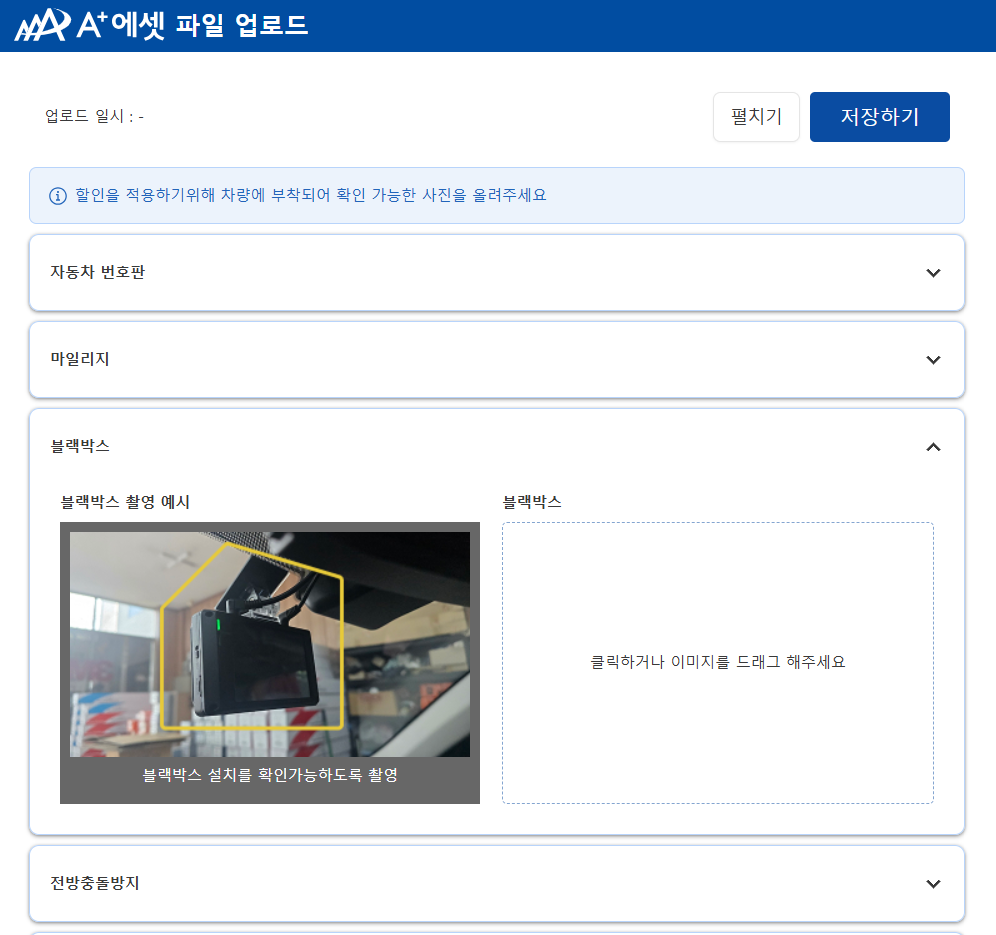 A+에셋 파일 업로드
업로드 일시 : -
펼치기
저장하기
할인을 적용하기위해 차량에 부착되어 확인 가능한 사진을 올려주세요
자동차 번호판
마일리지
블랙박스
블랙박스 촬영 예시
블랙박스 설치를 확인가능하도록 촬영
블랙박스
클릭하거나 이미지를 드래그 해주세요
전방충돌방지